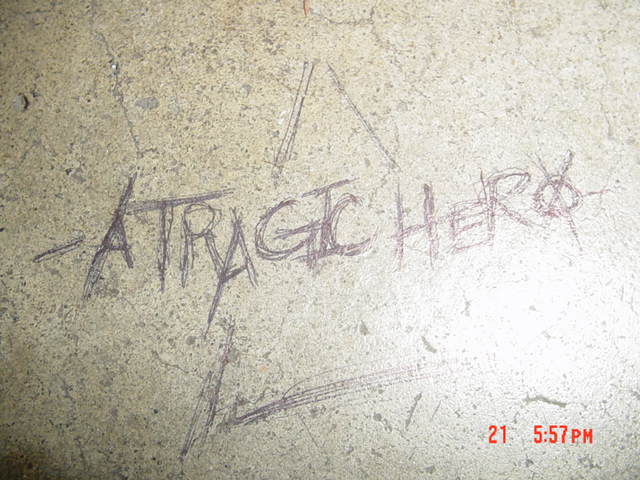 - A TRAGIC HERO -
21 5:57PM